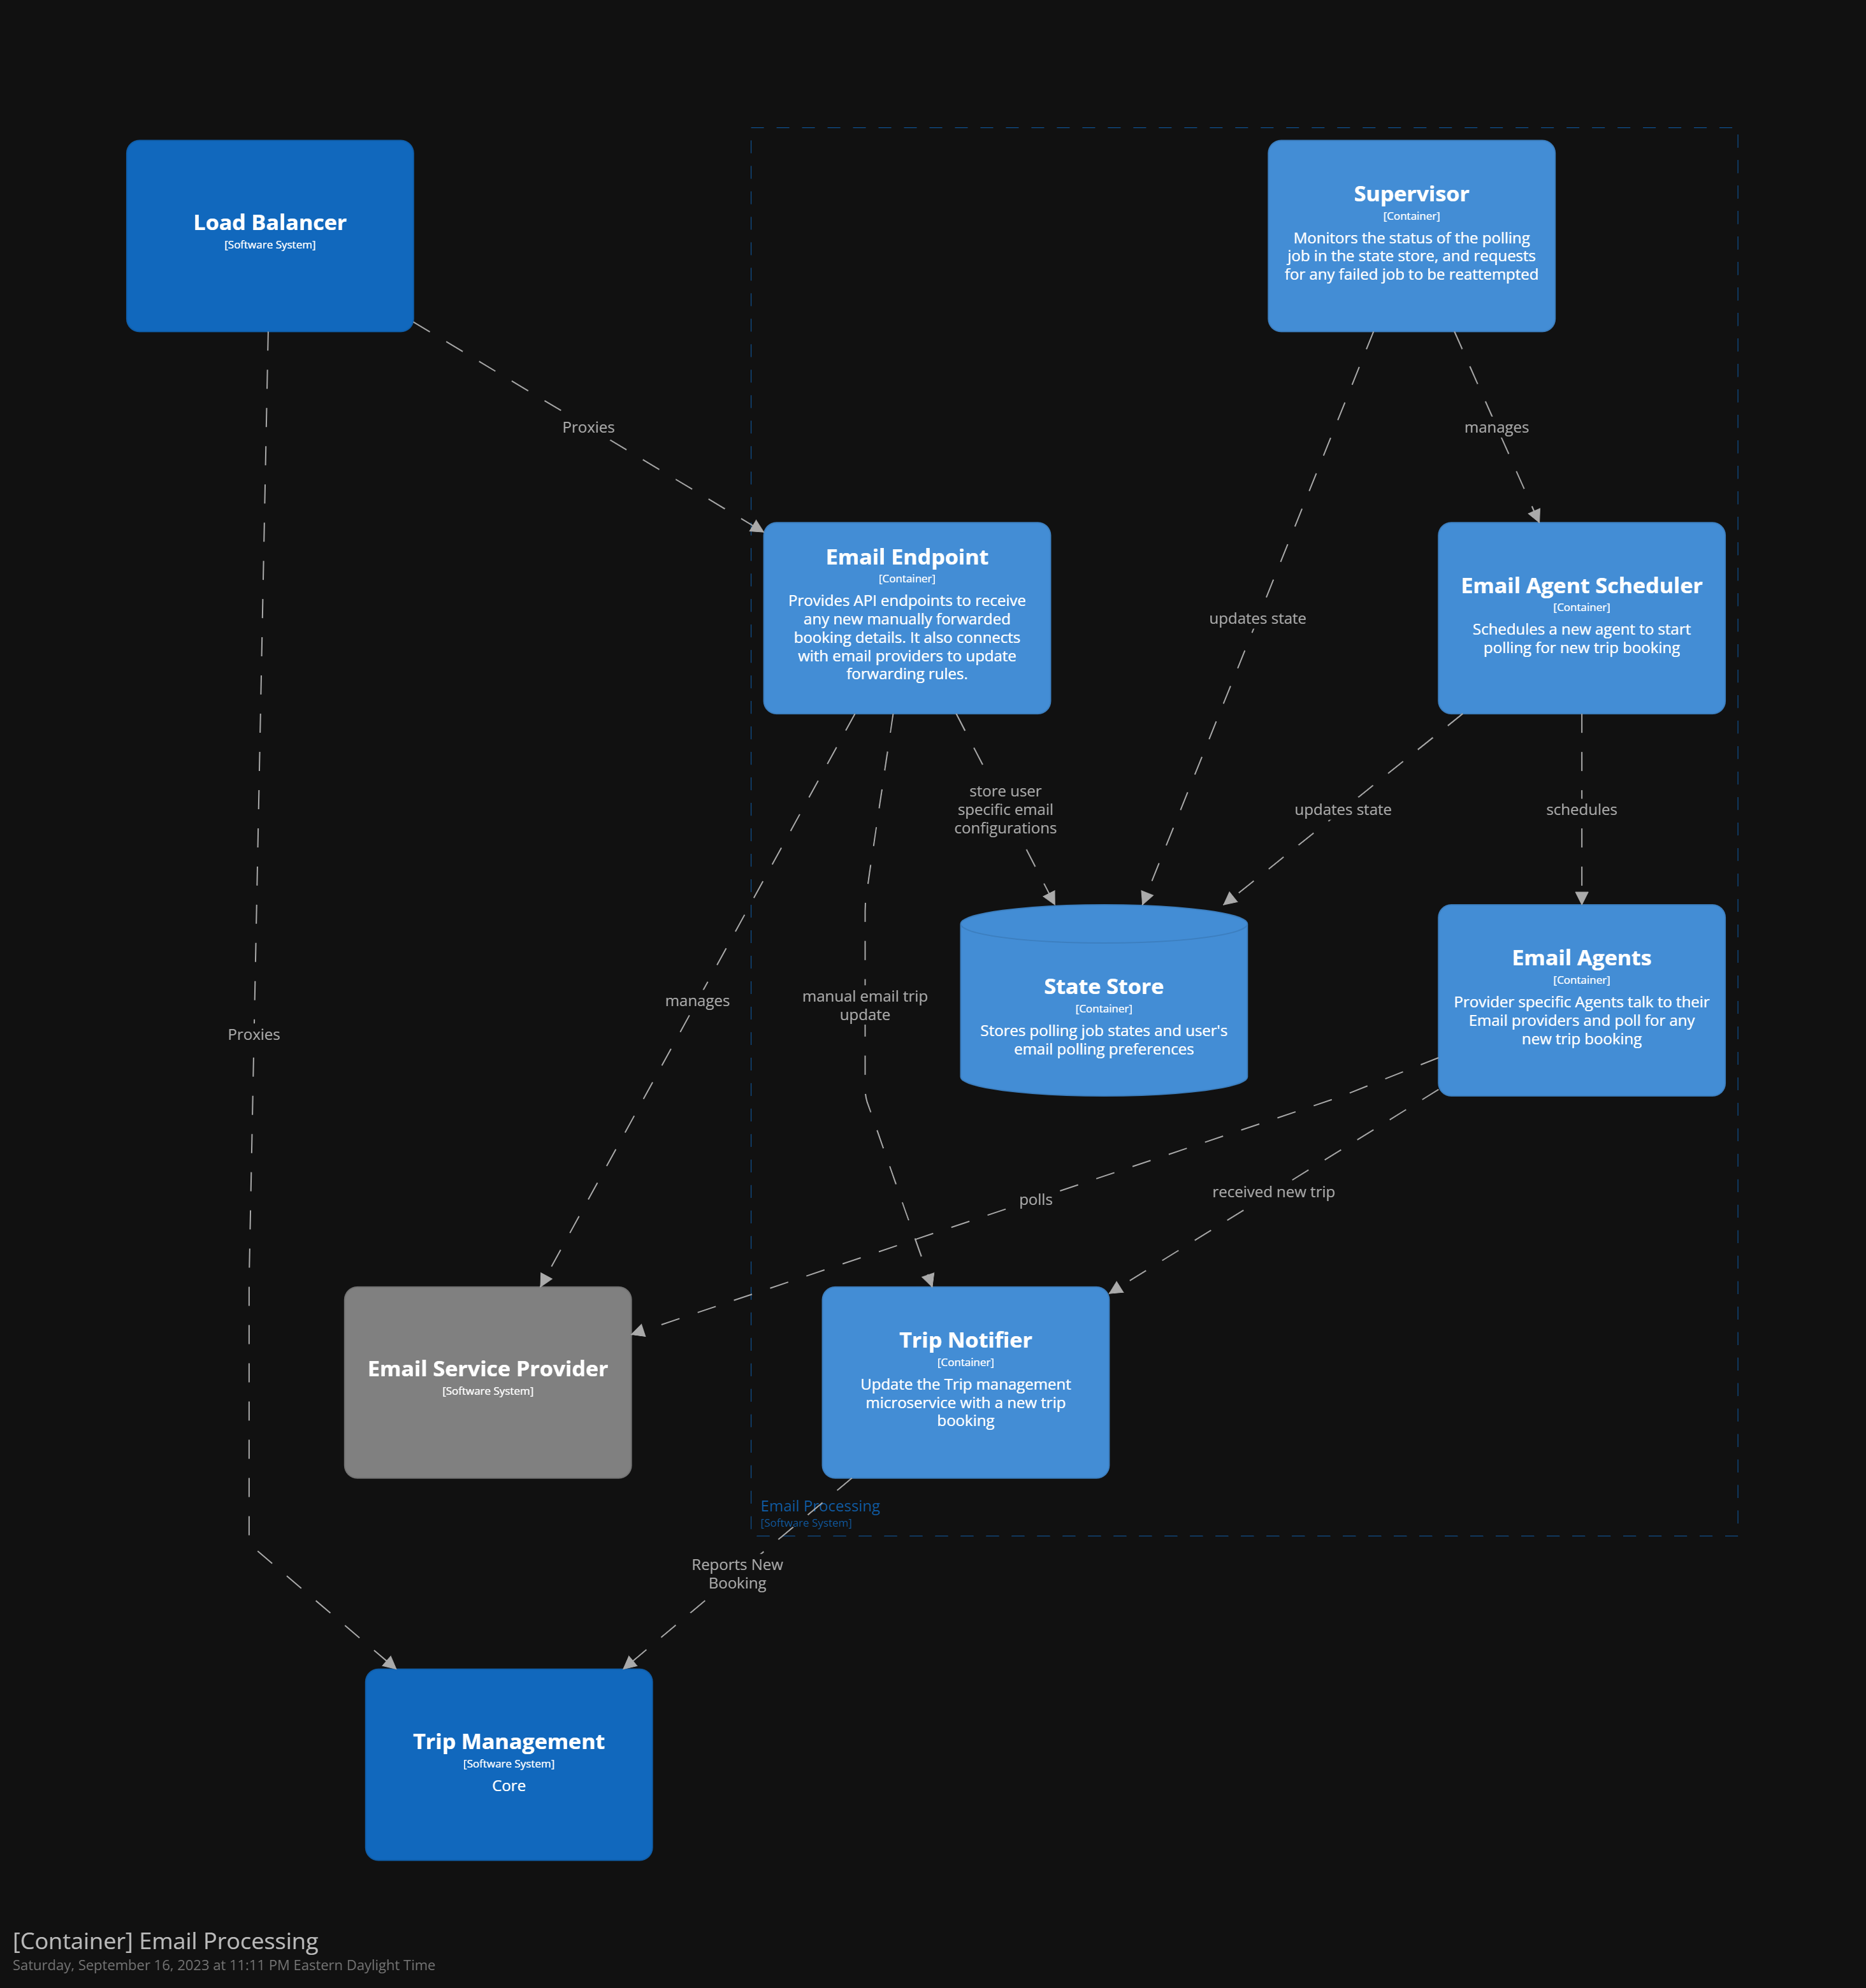 Load Balancer
[Software System]
Supervisor
[Container]
Monitors the status of the polling
job in the state store, and requests
for any failed job to be reattempted
Proxies
manages
Email Endpoint
[Container]
Provides API endpoints to receive
any new manually forwarded
booking details. It also connects
with email providers to update
forwarding rules.
updates state
Email Agent Scheduler
[Container]
Schedules a new agent to start
polling for new trip booking
store user
specific email
configurations
updates state
schedules
manages
manual email trip
update
State Store
[Container]
Stores polling job states and user's
email polling preferences
Email Agents
[Container]
Provider specific Agents talk to their
Email providers and poll for any
new trip booking
Proxies
polls
received new trip
Email Service Provider
[Software System]
Trip Notifier
[Container]
Update the Trip management
microservice with a new trip
booking
Email Processing
[Software System]
Reports New
Booking
Trip Management
[Software System]
Core
[Container] Email Processing
Saturday, September 16, 2023 at 11:11 PM Eastern Daylight Time